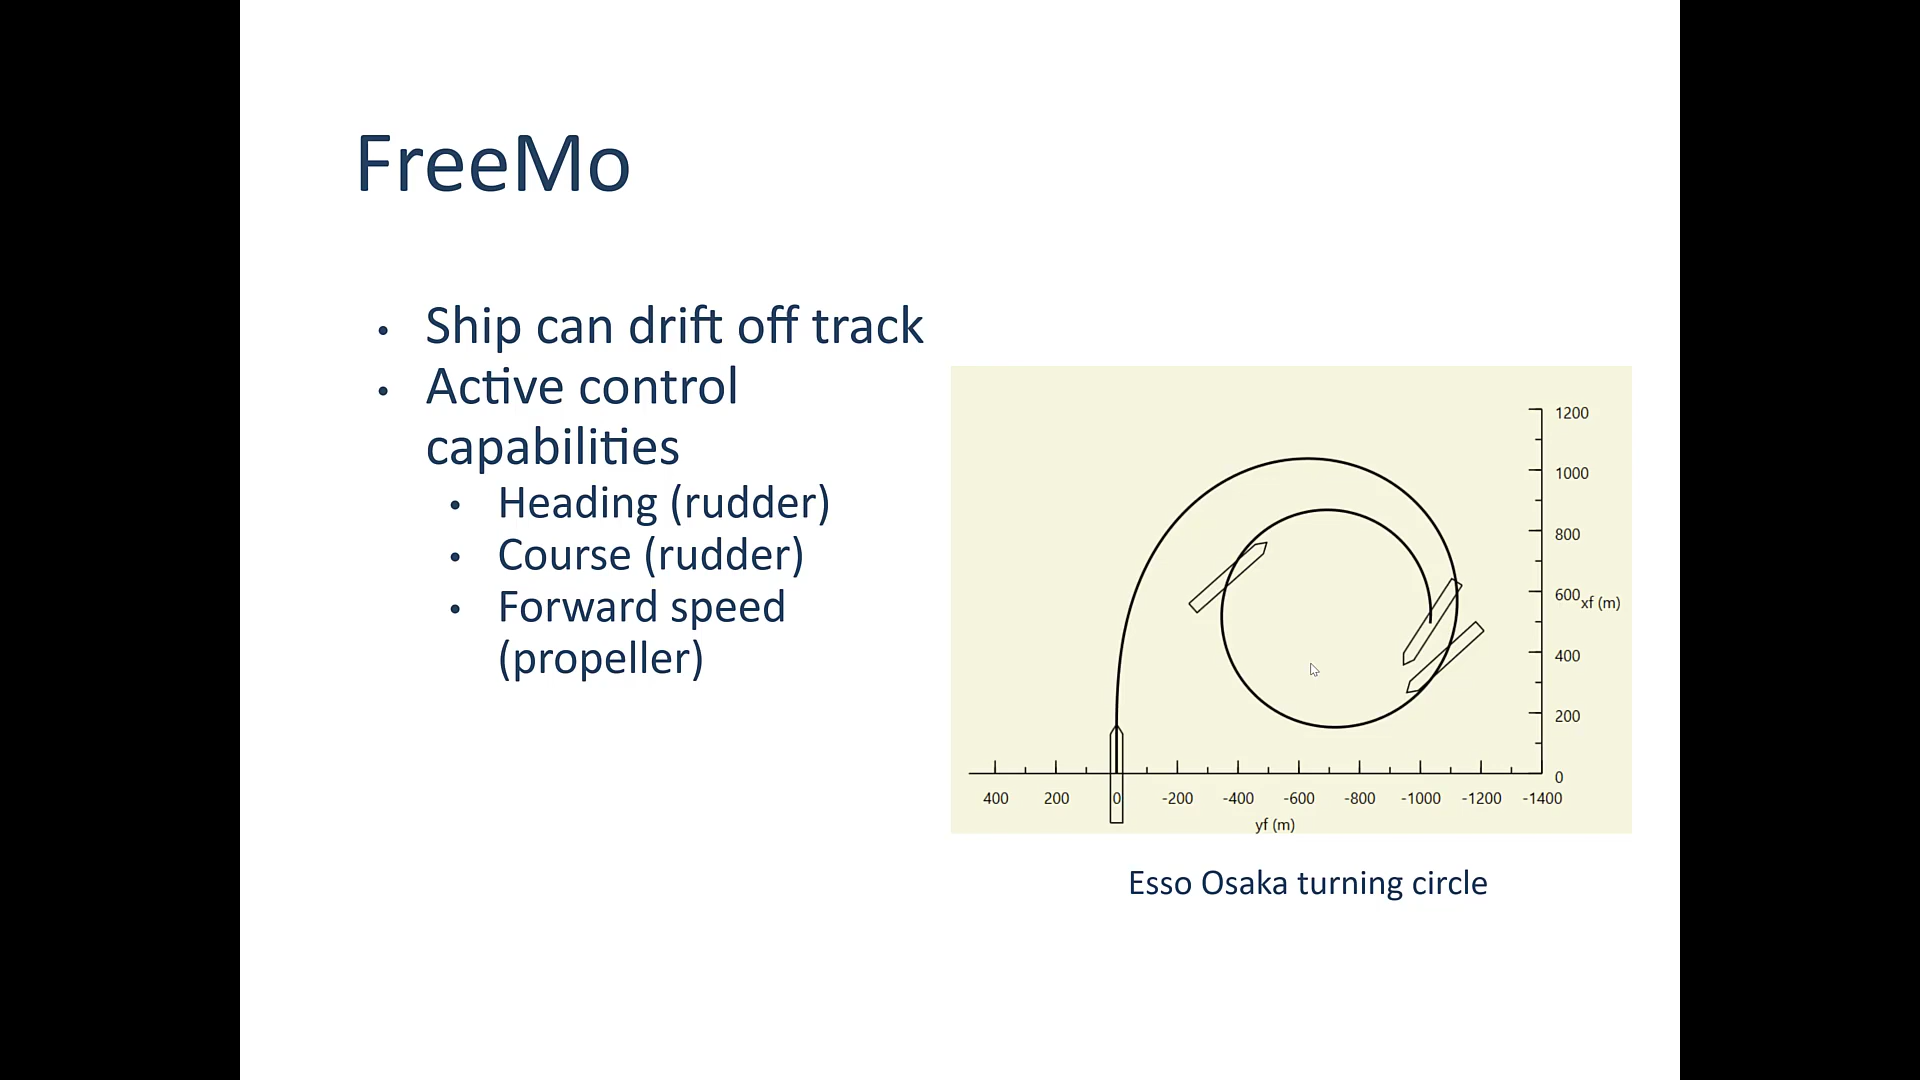 FreeMo
• Ship can drift off track
• Active control
capabilities
• Heading (rudder)
• Course (rudder)
• Forward speed
(propeller)
1200
1000
800
600
xf (m)
400
200
0
400 200 0 -200 -400 -600 -800 -1000 -1200 -1400
yf (m)
Esso Osaka turning circle